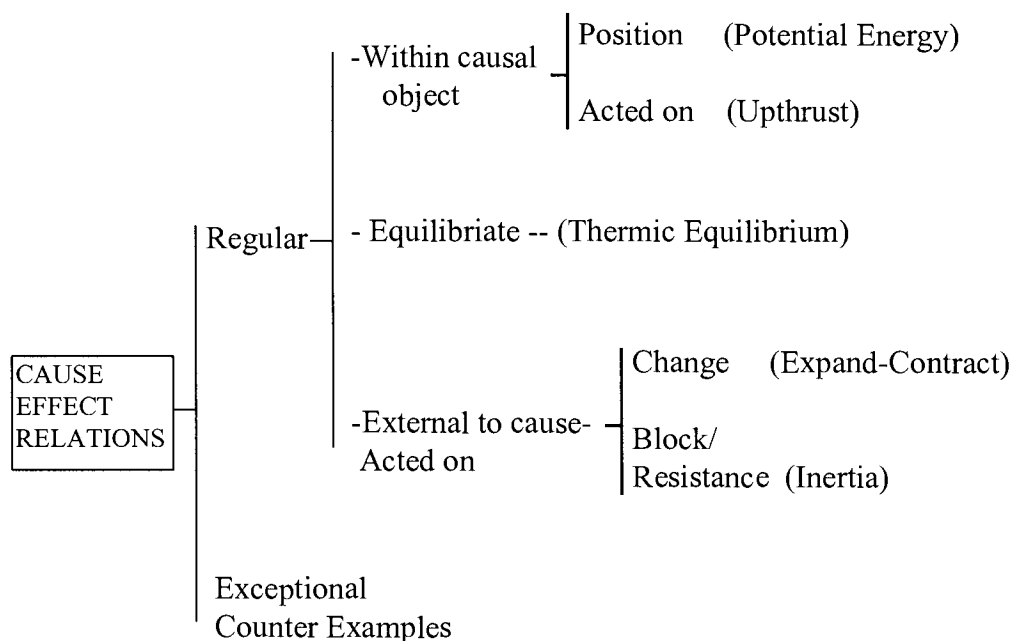 Position (Potential Energy)
-Within causal
object
Acted on (Upthrust)
Regular
- Equilibriate -- (Thermic Equilibrium)
CAUSE
EFFECT
RELATIONS
Change (Expand-Contract)
-External to cause-
Acted on
Block/
Resistance (Inertia)
Exceptional
Counter Examples